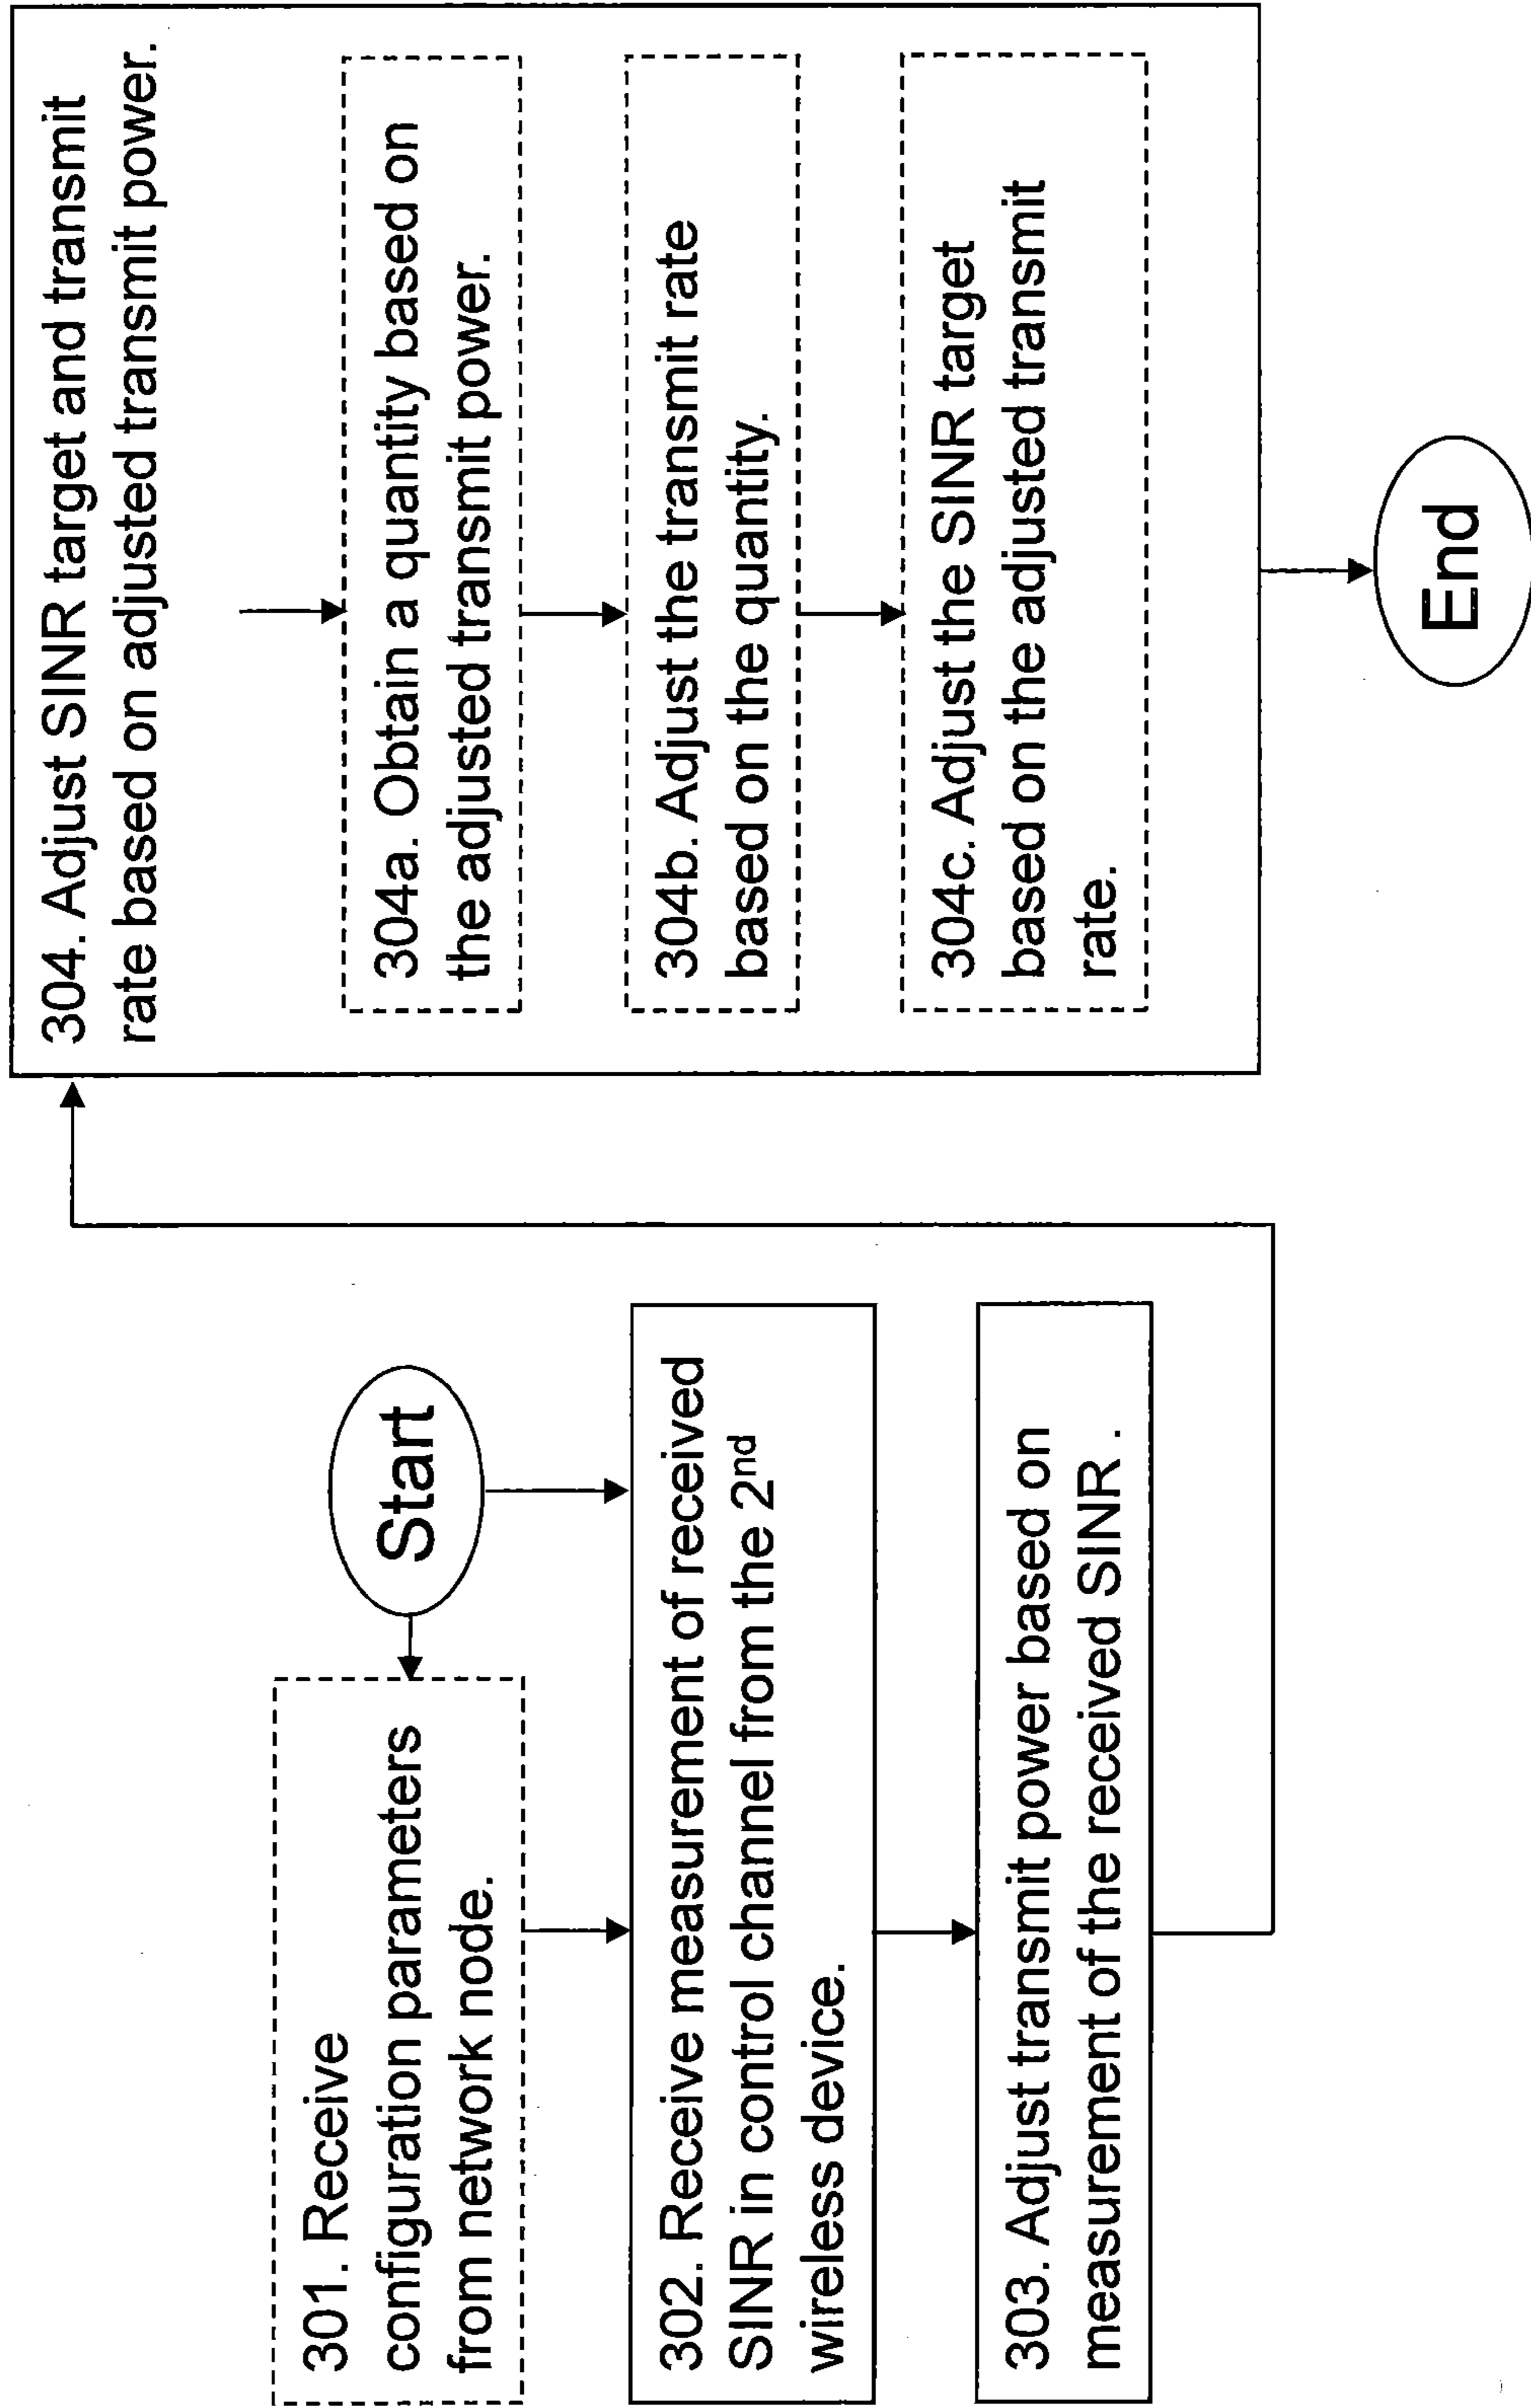 Start
301. Receive
configuration parameters
from network node.
302. Receive measurement of received
SINR in control channel from the 2nd
wireless device.
303. Adjust transmit power based on
measurement of the received SINR .
304. Adjust SINR target and transmit
rate based on adjusted transmit power.
304a. Obtain a quantity based on
the adjusted transmit power.
304b. Adjust the transmit rate
based on the quantity.
304c. Adjust the SINR target
based on the adjusted transmit
rate.
End